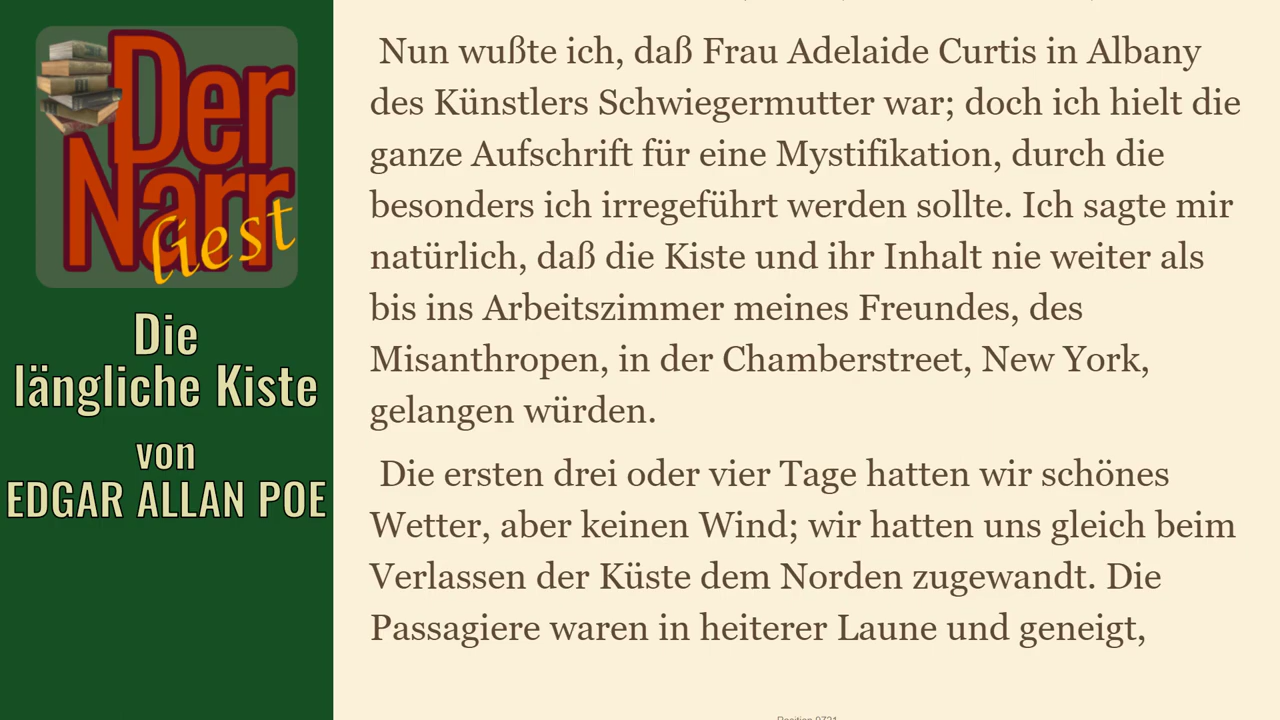 Der
Narr
liest
Die
längliche Kiste
von
EDGAR ALLAN POE
Nun wußte ich, daß Frau Adelaide Curtis in Albany
des Künstlers Schwiegermutter war; doch ich hielt die
ganze Aufschrift für eine Mystifikation, durch die
besonders ich irregeführt werden sollte. Ich sagte mir
natürlich, daß die Kiste und ihr Inhalt nie weiter als
bis ins Arbeitszimmer meines Freundes, des
Misanthropen, in der Chamberstreet, New York,
gelangen würden.
Die ersten drei oder vier Tage hatten wir schönes
Wetter, aber keinen Wind; wir hatten uns gleich beim
Verlassen der Küste dem Norden zugewandt. Die
Passagiere waren in heiterer Laune und geneigt,